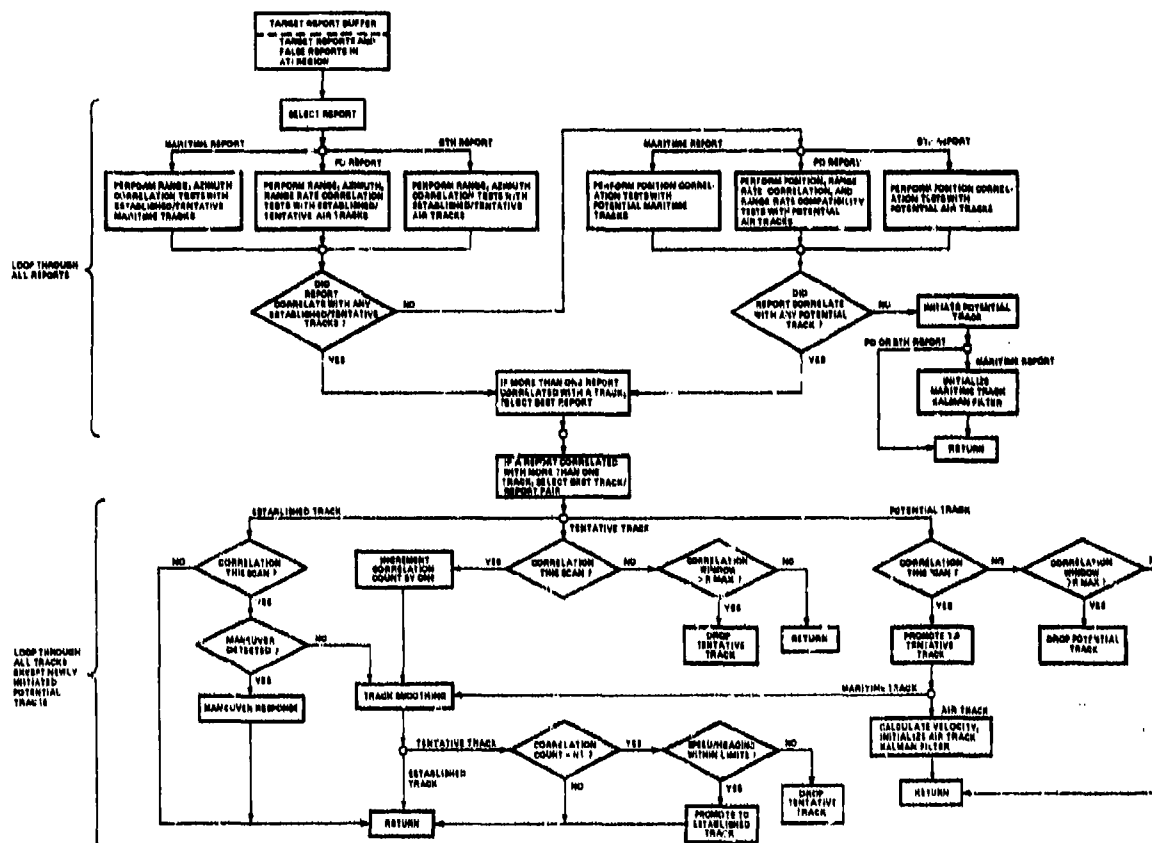 TARGET REPORT BUFFER
TARGET REPORTS AND
FALSE REPORTS IN
ATI REGION
SELECT REPORT
MARITIME REPORT
PD REPORT
BTH REPORT
PERFORM RANGE, AZIMUTH
CORRELATION TESTS WITH
ESTABLISHED/TENTATIVE
MARITIME TRACKS
PERFORM RANGE, AZIMUTH,
RANGE RATE CORRELATION
TESTS WITH ESTABLISHED/
TENTATIVE AIR TRACKS
PERFORM RANGE, AZIMUTH
CORRELATION TESTS WITH
ESTABLISHED/TENTATIVE
AIR TRACKS
MARITIME REPORT
PD REPORT
REPORT
PERFORM POSITION CORREL-
ATION TESTS WITH
POTENTIAL MARITIME
TRACKS
PERFORM POSITION, RANGE
RATE CORRELATION, AND
RANGE RATE COMPATIBILITY
TESTS WITH POTENTIAL
AIR TRACKS
PERFORM POSITION CORREL-
ATION TESTS WITH
POTENTIAL AIR TRACKS
LOOP THROUGH
ALL REPORTS
DID
REPORT
CORRELATE WITH ANY
ESTABLISHED/TENTATIVE
TRACKS ?
NO
YES
DID
REPORT CORRELATE
WITH ANY POTENTIAL
TRACK ?
NO
YES
INITIATE POTENTIAL
TRACK
PD OR BTH REPORT
MARITIME REPORT
INITIALIZE
MARITIME TRACK
KALMAN FILTER
RETURN
IF MORE THAN ONE REPORT
CORRELATED WITH A TRACK,
SELECT BEST REPORT
IF A REPORT CORRELATED
WITH MORE THAN ONE
TRACK, SELECT BEST TRACK/
REPORT PAIR
ESTABLISHED TRACK
TENTATIVE TRACK
POTENTIAL TRACK
NO
CORRELATION
THIS SCAN ?
YES
INCREMENT
CORRELATION
COUNT BY ONE
YES
CORRELATION
THIS SCAN ?
NO
CORRELATION
WINDOW
>R MAX ?
NO
YES
DROP
TENTATIVE
TRACK
RETURN
CORRELATION
THIS SCAN ?
NO
YES
CORRELATION
WINDOW
>R MAX ?
YES
PROMOTE TO
TENTATIVE
TRACK
DROP POTENTIAL
TRACK
LOOP THROUGH
ALL TRACKS
EXCEPT NEWLY
INITIATED
POTENTIAL
TRACKS
MANEUVER
DETECTED ?
NO
YES
MANEUVER RESPONSE
TRACK SMOOTHING
MARITIME TRACK
AIR TRACK
CALCULATE VELOCITY,
INITIALIZE AIR TRACK
KALMAN FILTER
RETURN
TENTATIVE TRACK
ESTABLISHED
TRACK
CORRELATION
COUNT =
YES
NO
SPEED/HEADING
WITHIN LIMITS ?
NO
YES
DROP
TENTATIVE
TRACK
RETURN
PROMOTE TO
ESTABLISHED
TRACK